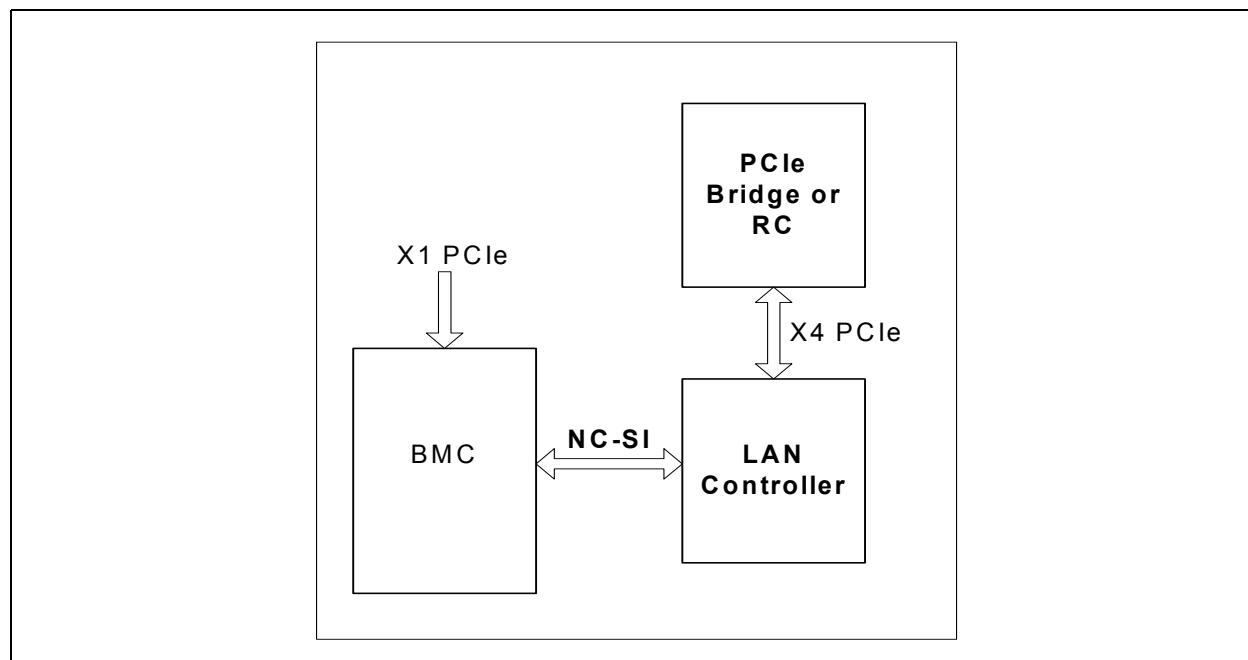 PCIe
Bridge or
RC
X1 PCIe
X4 PCIe
BMC
NC-SI
LAN
Controller